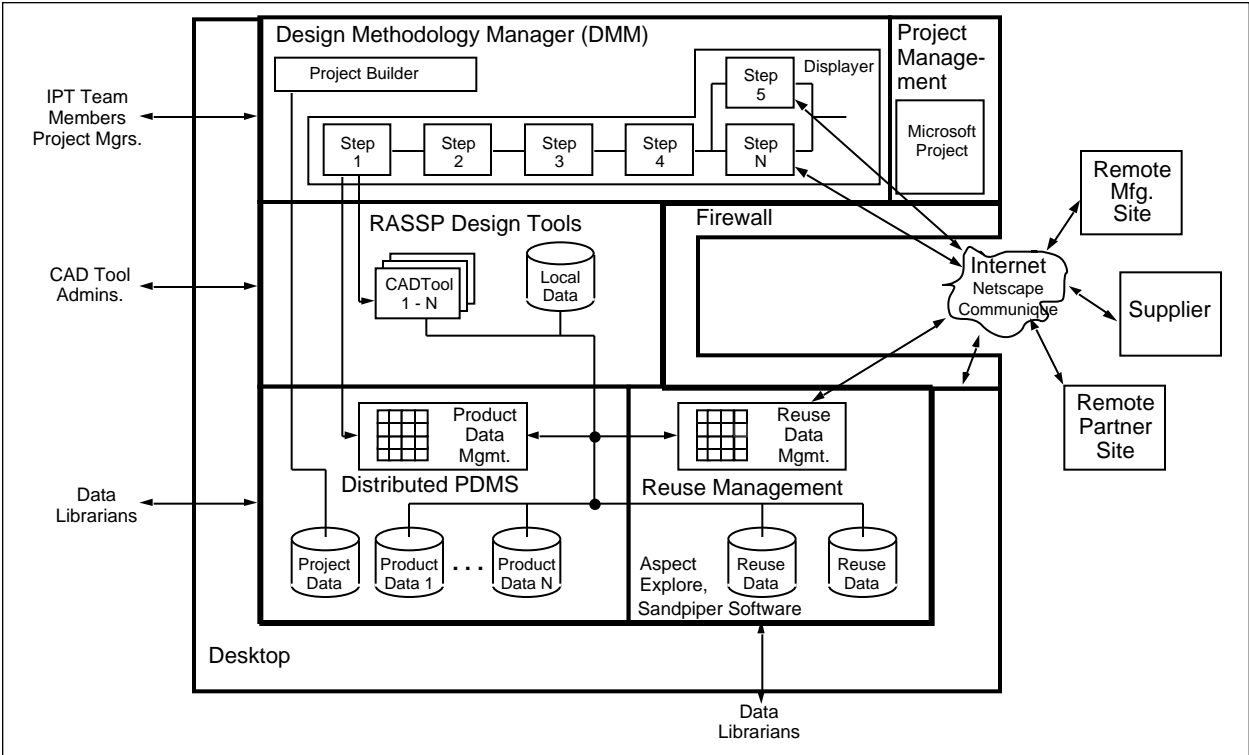 Design Methodology Manager (DMM)
Project Builder
Displayer
Step
5
Step
1
Step
2
Step
3
Step
4
Step
N
Project
Manage-
ment
Microsoft
Project
IPT Team
Members
Project Mgrs.
CAD Tool
Admins.
Data
Librarians
RASSP Design Tools
CADTool
1 - N
Local
Data
Firewall
Internet
Netscape
Communique
Remote
Mfg.
Site
Supplier
Remote
Partner
Site
Product
Data
Mgmt.
Distributed PDMS
Reuse
Data
Mgmt.
Reuse Management
Project
Data
Product
Data 1
. . .
Product
Data N
Aspect
Explore,
Sandpiper Software
Reuse
Data
Reuse
Data
Desktop
Data
Librarians